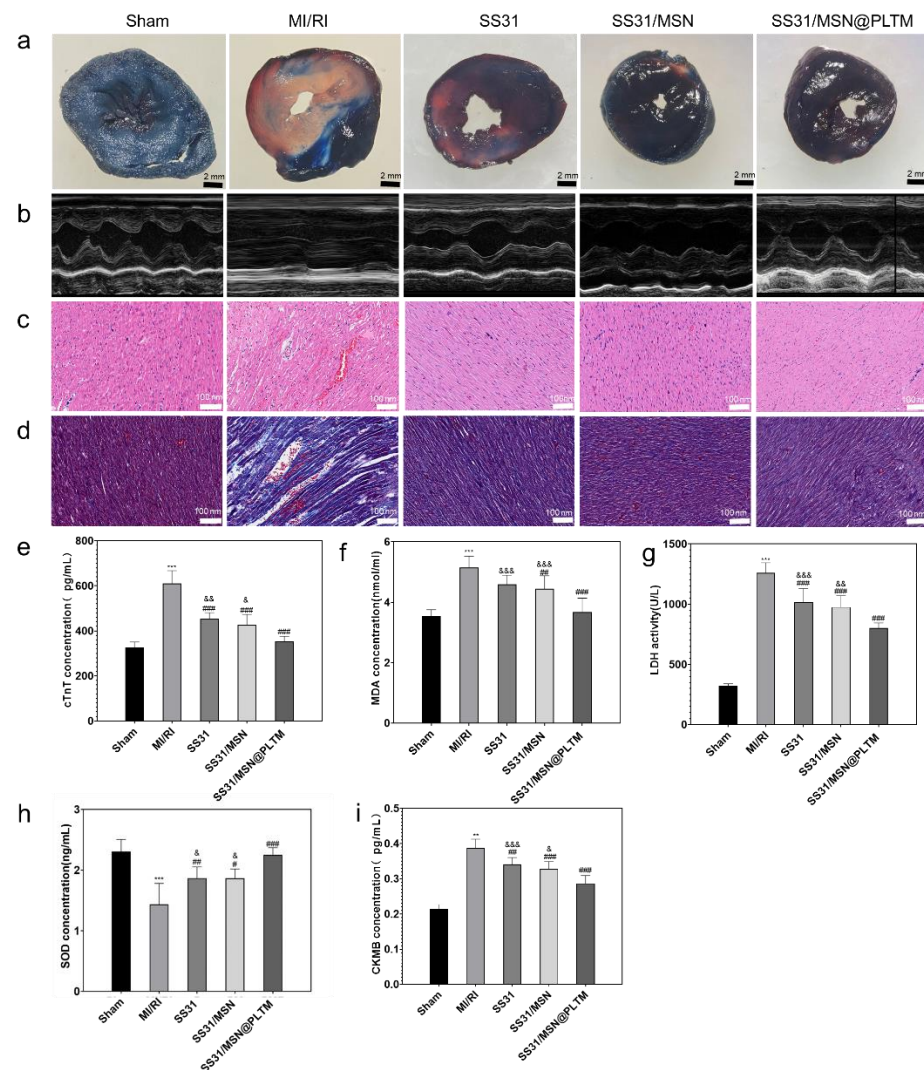 Sham MI/RI SS31 SS31/MSN SS31/MSN@PLTM
a
2 mm 2 mm 2 mm 2 mm 2 mm
b
c
100 nm 100 nm 100 nm 100 nm 100 nm
d
100 nm 100 nm 100 nm 100 nm 100 nm
e
cTnT concentration( pg/mL)
800
600
400
200
0
***
&&
###
&
###
###
Sham
MI/RI
SS31
SS31/MSN
SS31/MSN@PLTM
f
MDA concentration(nmol/ml)
6
4
2
0
***
&&&
&&&
##
###
Sham
MI/RI
SS31
SS31/MSN
SS31/MSN@PLTM
g
LDH activity(U/L)
1500
1000
500
0
***
&&&
###
&&
###
###
Sham
MI/RI
SS31
SS31/MSN
SS31/MSN@PLTM
h
SOD concentration(ng/mL)
3
2
1
0
***
&
##
&
#
###
Sham
MI/RI
SS31
SS31/MSN
SS31/MSN@PLTM
i
CKMB concentration( pg/mL)
0.5
0.4
0.3
0.2
0.1
0.0
**
&&&
##
&
###
###
Sham
MI/RI
SS31
SS31/MSN
SS31/MSN@PLTM